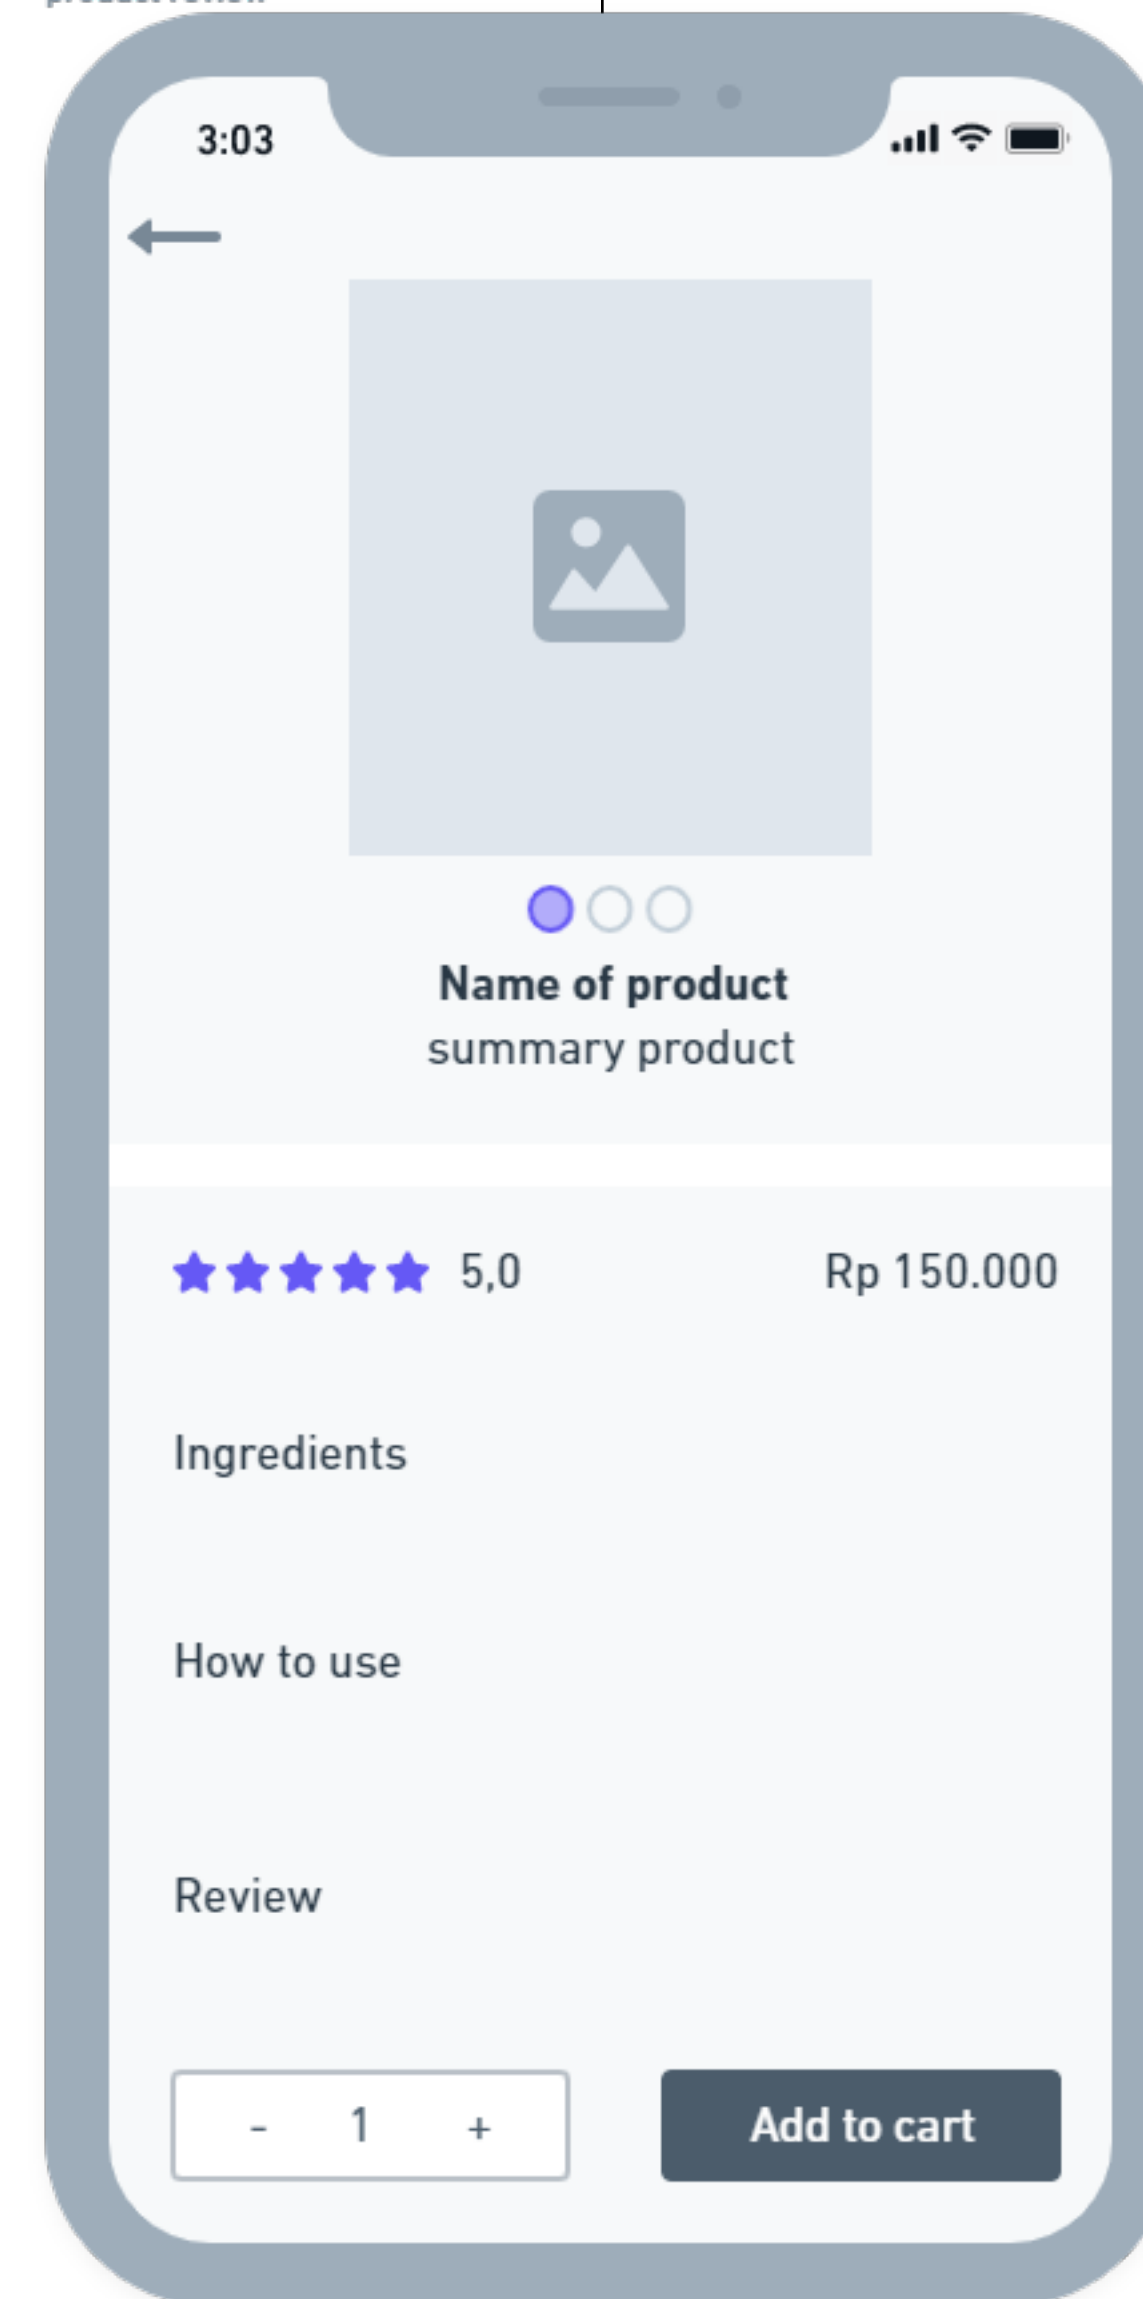 3:03
Name of product
summary product
5,0
Rp 150.000
Ingredients
How to use
Review
- 1 +
Add to cart